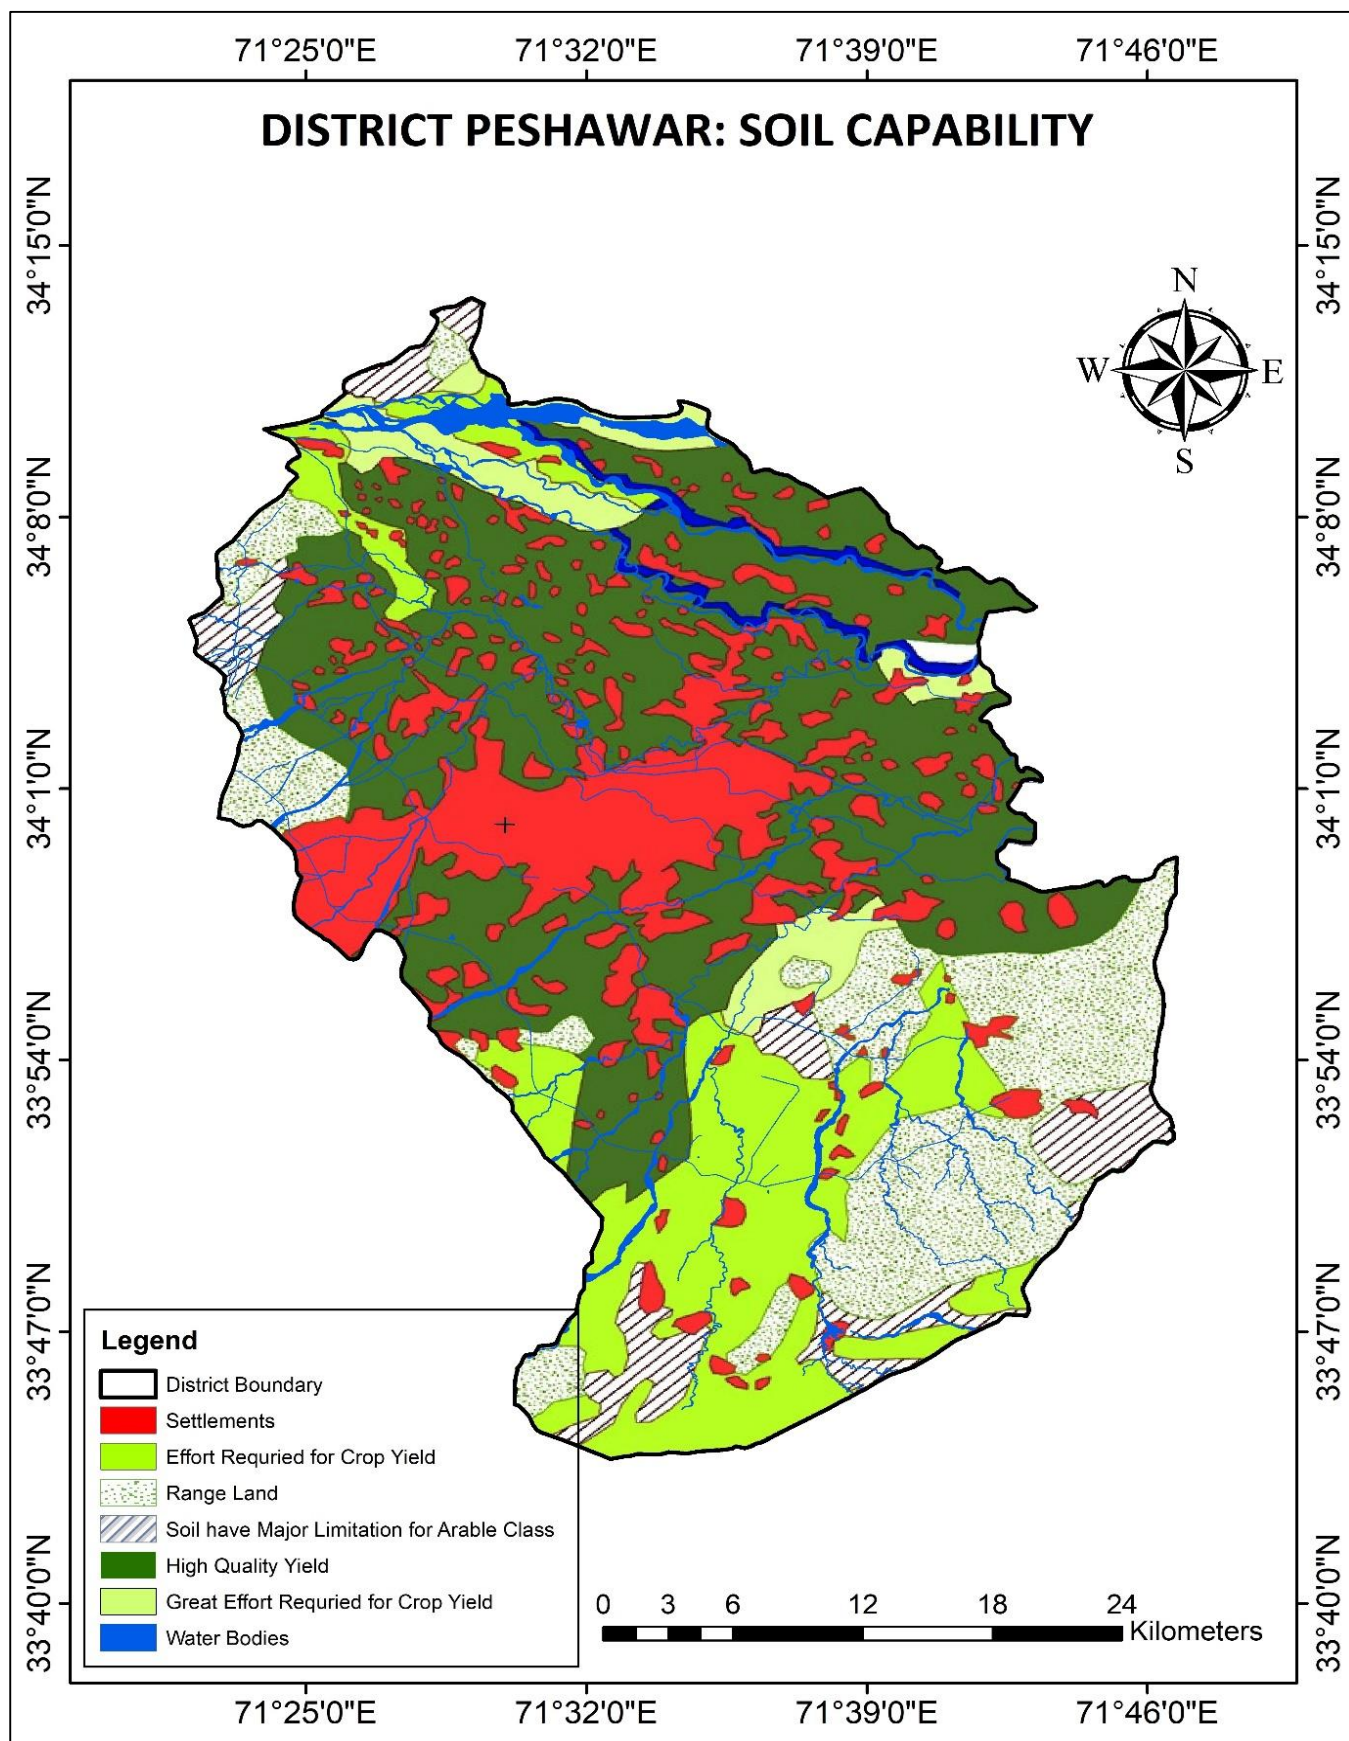 71°25'0"E 71°32'0"E 71°39'0"E 71°46'0"E
DISTRICT PESHAWAR: SOIL CAPABILITY
34°15'0"N 34°15'0"N
N
W E
S
34°8'0"N 34°8'0"N
34°1'0"N 34°1'0"N
33°54'0"N 33°54'0"N
33°47'0"N 33°47'0"N
Legend
District Boundary
Settlements
Effort Requried for Crop Yield
Range Land
Soil have Major Limitation for Arable Class
High Quality Yield
Great Effort Requried for Crop Yield
Water Bodies
0 3 6 12 18 24
Kilometers
33°40'0"N 33°40'0"N
71°25'0"E 71°32'0"E 71°39'0"E 71°46'0"E